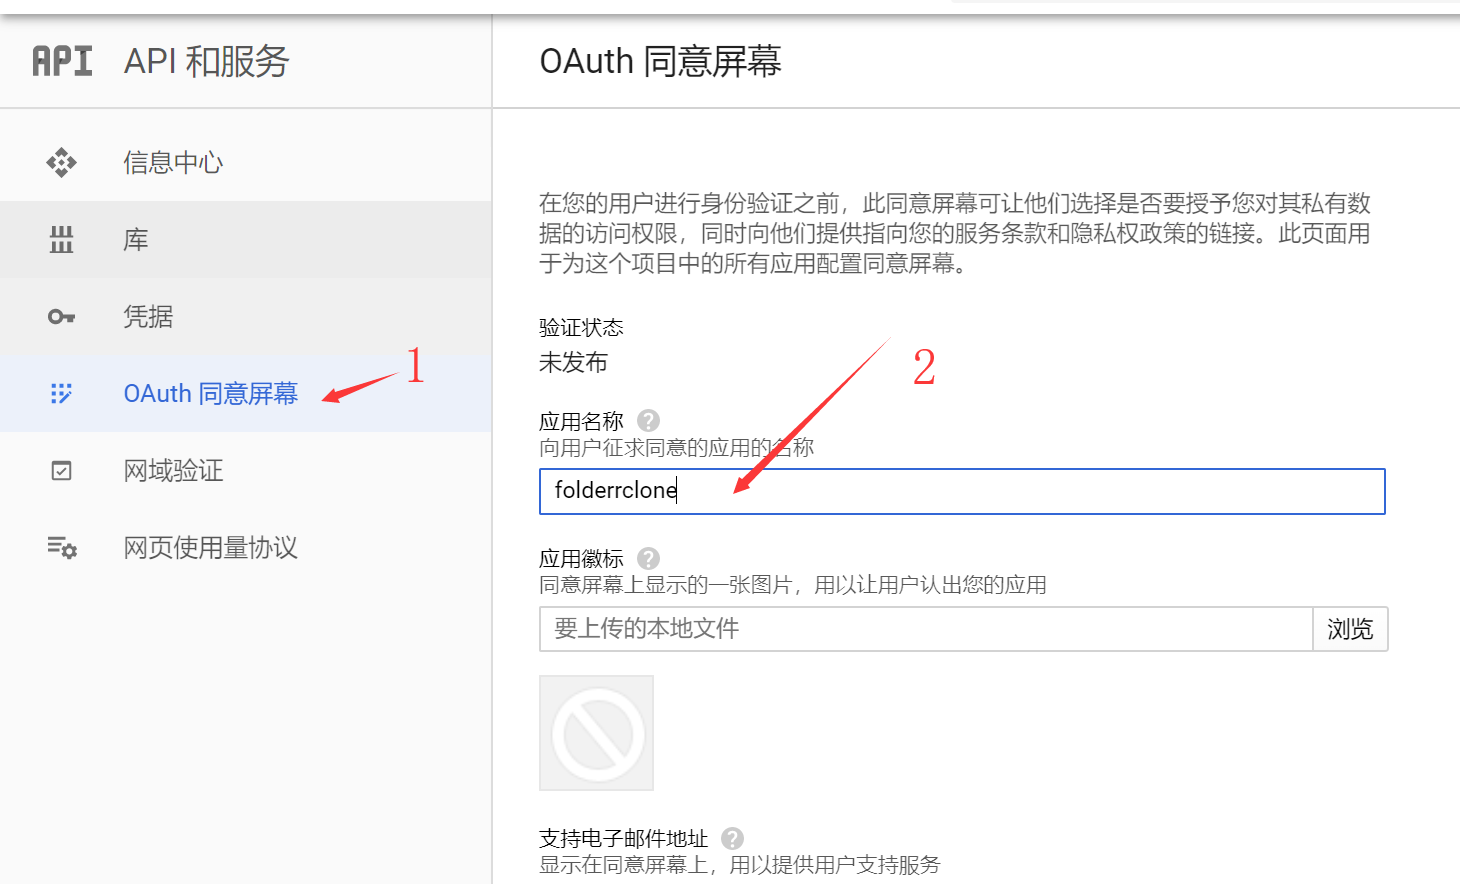 API API 和服务
OAuth 同意屏幕
信息中心
库
凭据
OAuth 同意屏幕
1
网域验证
网页使用量协议
在您的用户进行身份验证之前，此同意屏幕可让他们选择是否要授予您对其私有数
据的访问权限，同时向他们提供指向您的服务条款和隐私权政策的链接。此页面用
于为这个项目中的所有应用配置同意屏幕。
验证状态
未发布
2
应用名称 ?
向用户征求同意的应用的名称
folderrclone
应用徽标 ?
同意屏幕上显示的一张图片，用以让用户认出您的应用
要上传的本地文件 浏览
支持电子邮件地址 ?
显示在同意屏幕上，用以提供用户支持服务